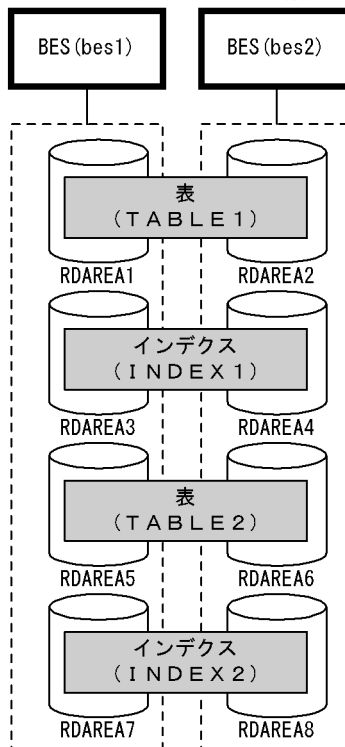 BES(bes1)
BES(bes2)
表
(TABLE1)
RDAREA1
RDAREA2
インデクス
(INDEX1)
RDAREA3
RDAREA4
表
(TABLE2)
RDAREA5
RDAREA6
インデクス
(INDEX2)
RDAREA7
RDAREA8